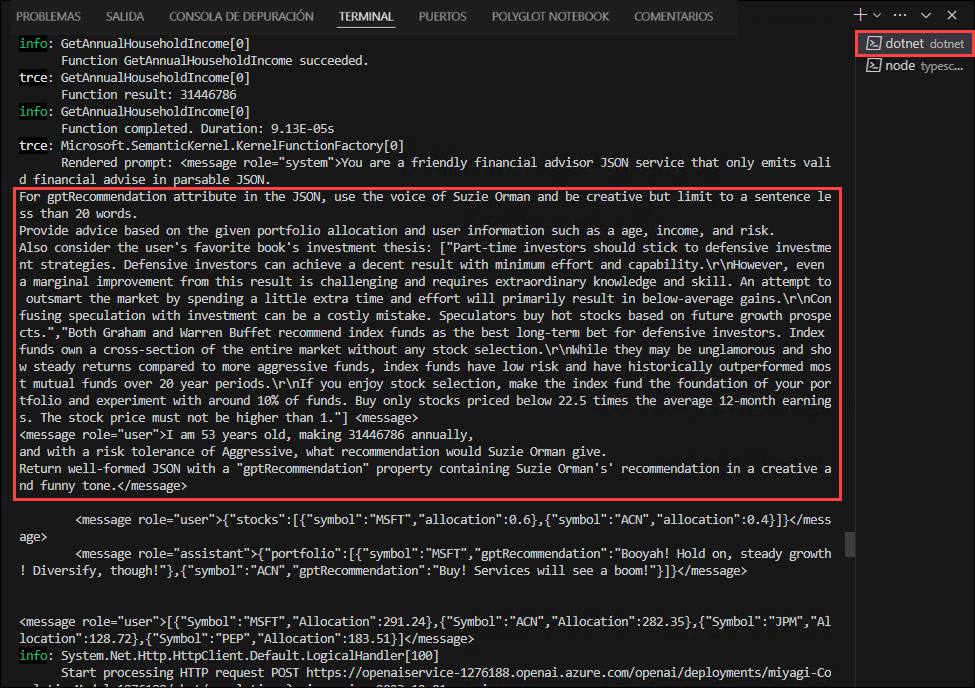 PROBLEMAS SALIDA CONSOLA DE DEPURACIÓN TERMINAL PUERTOS POLYGLOT NOTEBOOK COMENTARIOS
info: GetAnnualHouseholdIncome[0]
dotnet dotnet
Function GetAnnualHouseholdIncome succeeded.
node typesc...
trce: GetAnnualHouseholdIncome[0]
Function result: 31446786
info: GetAnnualHouseholdIncome[0]
Function completed. Duration: 9.13E-05s
trce: Microsoft.SemanticKernel.KernelFunctionFactory[0]
Rendered prompt: <message role="system">You are a friendly financial advisor JSON service that only emits vali
d financial advise in parsable JSON.
For gptRecommendation attribute in the JSON, use the voice of Suzie Orman and be creative but limit to a sentence le
ss than 20 words.
Provide advice based on the given portfolio allocation and user information such as a age, income, and risk.
Also consider the user's favorite book's investment thesis: ["Part-time investors should stick to defensive investme
nt strategies. Defensive investors can achieve a decent result with minimum effort and capability.\r\nHowever, even
a marginal improvement from this result is challenging and requires extraordinary knowledge and skill. An attempt to
outsmart the market by spending a little extra time and effort will primarily result in below-average gains.\r\nCon
fusing speculation with investment can be a costly mistake. Speculators buy hot stocks based on future growth prospe
cts.","Both Graham and Warren Buffet recommend index funds as the best long-term bet for defensive investors. Index
funds own a cross-section of the entire market without any stock selection.\r\nWhile they may be unglamorous and sho
w steady returns compared to more aggressive funds, index funds have low risk and have historically outperformed mos
t mutual funds over 20 year periods.\r\nIf you enjoy stock selection, make the index fund the foundation of your por
tfolio and experiment with around 10% of funds. Buy only stocks priced below 22.5 times the average 12-month earning
s. The stock price must not be higher than 1."] <message>
<message role="user">I am 53 years old, making 31446786 annually,
and with a risk tolerance of Aggressive, what recommendation would Suzie Orman give.
Return well-formed JSON with a "gptRecommendation" property containing Suzie Orman's' recommendation in a creative a
nd funny tone.</message>
<message role="user">{"stocks":[{"symbol":"MSFT","allocation":0.6},{"symbol":"ACN","allocation":0.4}]}</mess
age>
<message role="assistant">{"portfolio":[{"symbol":"MSFT","gptRecommendation":"Booyah! Hold on, steady growth
! Diversify, though!"},{"symbol":"ACN","gptRecommendation":"Buy! Services will see a boom!"}]}</message>
<message role="user">[{"Symbol":"MSFT","Allocation":291.24},{"Symbol":"ACN","Allocation":282.35},{"Symbol":"JPM","Al
location":128.72},{"Symbol":"PEP","Allocation":183.51}]</message>
info: System.Net.Http.HttpClient.Default.LogicalHandler[100]
Start processing HTTP request POST https://openaiservice-1276188.openai.azure.com/openai/deployments/miyagi-Co